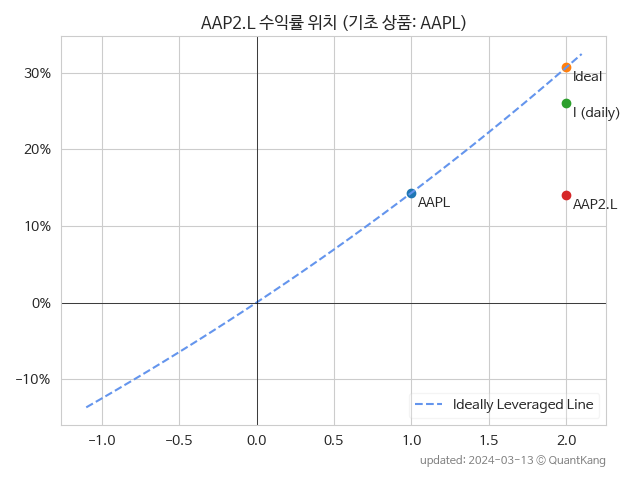 AAP2.L 수익률 위치 (기초 상품: AAPL)
30%
20%
10%
0%
−10%
Ideal
I (daily)
AAPL
AAP2.L
Ideally Leveraged Line
−1.0 −0.5 0.0 0.5 1.0 1.5 2.0
updated: 2024-03-13 © QuantKang